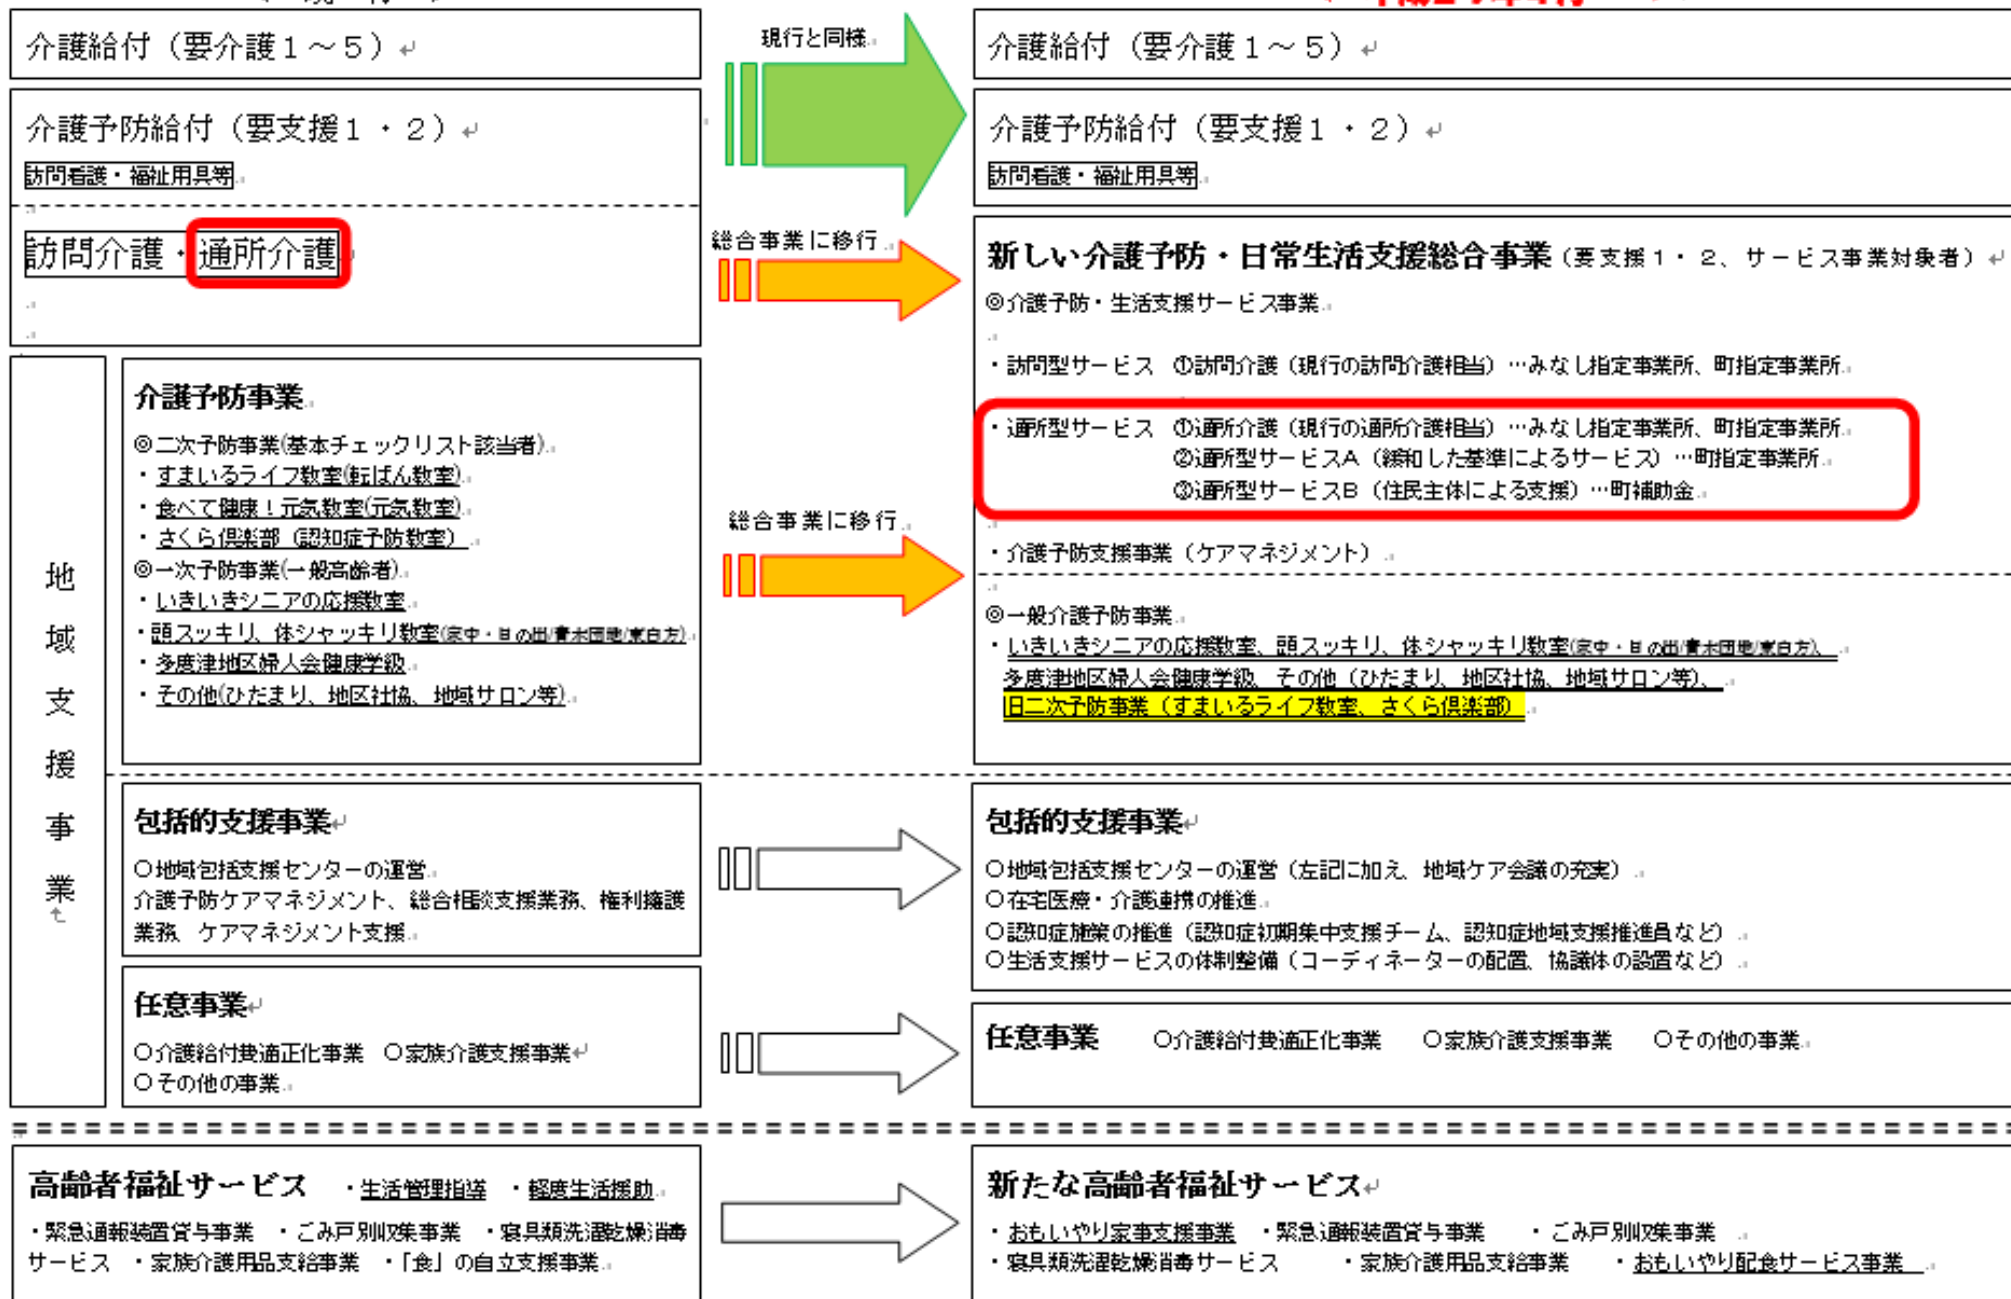 介護給付（要介護１～５）
介護予防給付（要支援１・２）
訪問看護・福祉用具等
訪問介護・通所介護
地域支援事業
介護予防事業
◎二次予防事業(基本チェックリスト該当者)
・すまいるライフ教室(転ばん教室)
・食べて健康！元気教室(元気教室)
・さくら倶楽部（認知症予防教室）
◎一次予防事業(一般高齢者)
・いきいきシニアの応援教室
・頭スッキリ、体シャッキリ教室(京中・日の出/青木団地/東白方)
・多度津地区婦人会健康学級
・その他(ひだまり、地区社協、地域サロン等)
包括的支援事業
〇地域包括支援センターの運営
介護予防ケアマネジメント、総合相談支援業務、権利擁護
業務、ケアマネジメント支援
任意事業
〇介護給付費適正化事業　〇家族介護支援事業
〇その他の事業
高齢者福祉サービス　・生活管理指導　・軽度生活援助
・緊急通報装置貸与事業　・ごみ戸別収集事業　・寝具類洗濯乾燥消毒
サービス　・家族介護用品支給事業　・「食」の自立支援事業
現行と同様
総合事業に移行
総合事業に移行
介護給付（要介護１～５）
介護予防給付（要支援１・２）
訪問看護・福祉用具等
新しい介護予防・日常生活支援総合事業（要支援１・２、サービス事業対象者）
◎介護予防・生活支援サービス事業
・訪問型サービス　①訪問介護（現行の訪問介護相当）…みなし指定事業所、町指定事業所
・通所型サービス　①通所介護（現行の通所介護相当）…みなし指定事業所、町指定事業所
②通所型サービスＡ（緩和した基準によるサービス）…町指定事業所
③通所型サービスＢ（住民主体による支援）…町補助金
・介護予防支援事業（ケアマネジメント）
◎一般介護予防事業
・いきいきシニアの応援教室、頭スッキリ、体シャッキリ教室(京中・日の出/青木団地/東白方)、
多度津地区婦人会健康学級、その他（ひだまり、地区社協、地域サロン等）、
旧二次予防事業（すまいるライフ教室、さくら倶楽部）
包括的支援事業
〇地域包括支援センターの運営（左記に加え、地域ケア会議の充実）
〇在宅医療・介護連携の推進
〇認知症施策の推進（認知症初期集中支援チーム、認知症地域支援推進員など）
〇生活支援サービスの体制整備（コーディネーターの配置、協議体の設置など）
任意事業　〇介護給付費適正化事業　〇家族介護支援事業　〇その他の事業
新たな高齢者福祉サービス
・おもいやり家事支援事業　・緊急通報装置貸与事業　・ごみ戸別収集事業
・寝具類洗濯乾燥消毒サービス　・家族介護用品支給事業　・おもいやり配食サービス事業